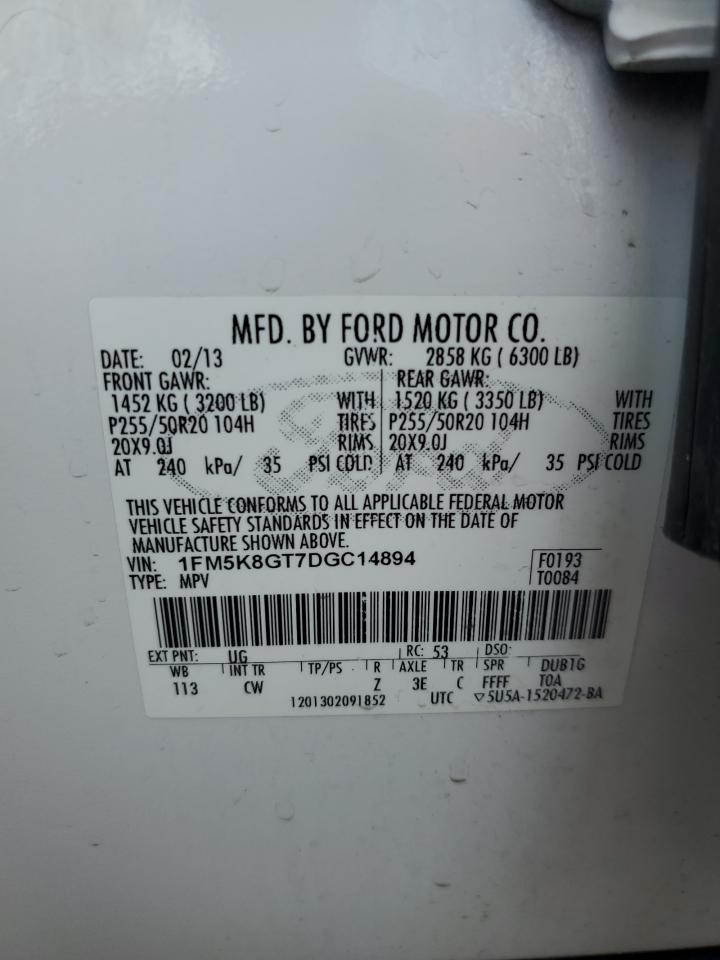 MFD. BY FORD MOTOR CO.
DATE: 02/13 GVWR: 2858 KG ( 6300 LB)
FRONT GAWR: REAR GAWR:
1452 KG ( 3200 LB) WITH 1520 KG ( 3350 LB) WITH
P255/50R20 104H TIRES P255/50R20 104H TIRES
20X9.0J RIMS 20X9.0J RIMS
AT 240 kPa/ 35 PSI COLD AT 240 kPa/ 35 PSI COLD
Ford
THIS VEHICLE CONFORMS TO ALL APPLICABLE FEDERAL MOTOR
VEHICLE SAFETY STANDARDS IN EFFECT ON THE DATE OF
MANUFACTURE SHOWN ABOVE.
VIN: 1FM5K8GT7DGC14894 F0193
TYPE: MPV T0084
EXT PNT: UG RC: 53 DSO:
WB INT TR TP/PS R AXLE TR SPR DUB1G
113 CW Z 3E C FFFF TOA
1201302091852 UTC ▽5U5A-1520472-BA